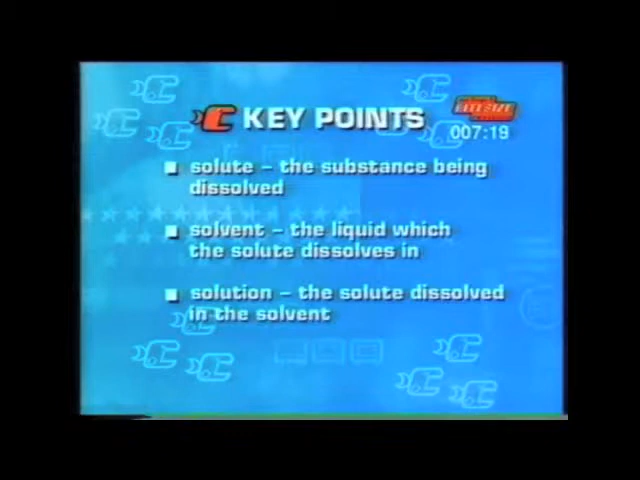 KEY POINTS
007:19
solute – the substance being
dissolved
solvent – the liquid which
the solute dissolves in
solution – the solute dissolved
in the solvent